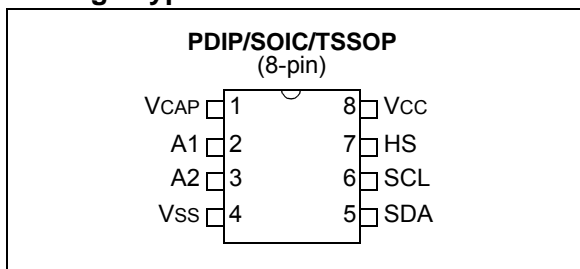 PDIP/SOIC/TSSOP
(8-pin)
VCAP 1 8 VCC
A1 2 7 HS
A2 3 6 SCL
Vss 4 5 SDA